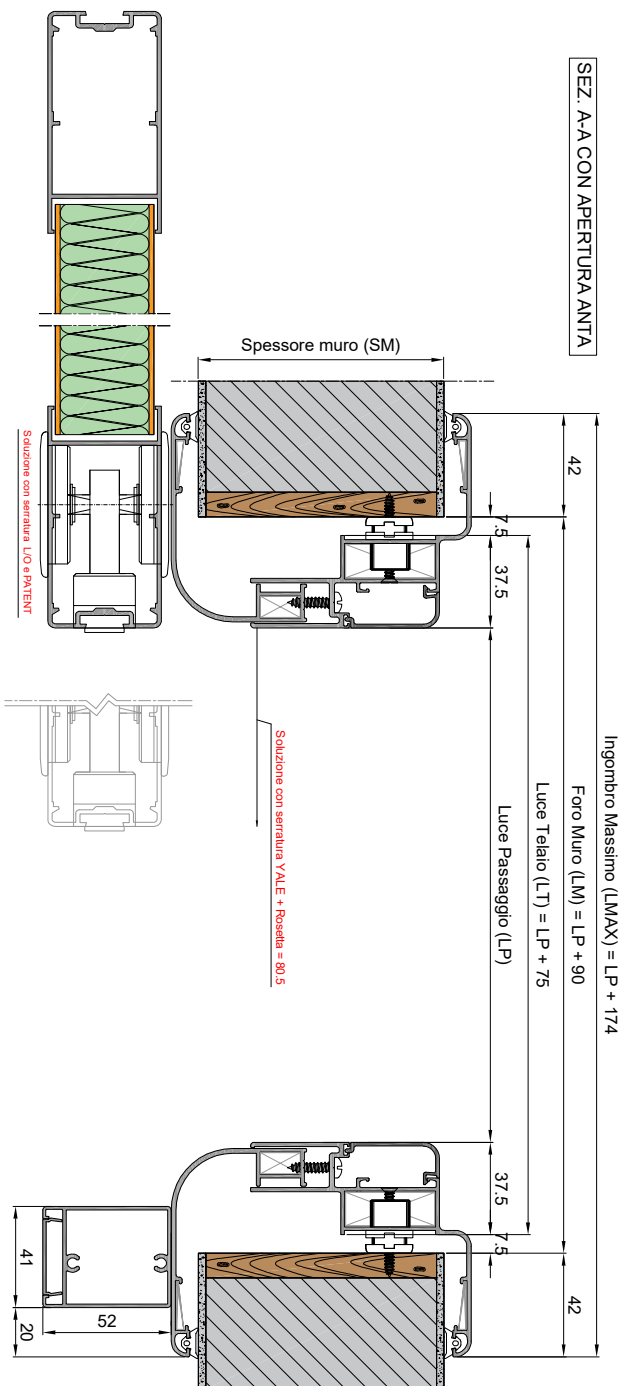 SEZ. A-A CON APERTURA ANTA
Ingombro Massimo (LMAX) = LP + 174
Foro Muro (LM) = LP + 90
Luce Telaio (LT) = LP + 75
Luce Passaggio (LP)
42
7.5
37.5
37.5
7.5
42
Spessore muro (SM)
Soluzione con serratura YALE + Rosetta = 80.5
Soluzione con serratura L/O e PATENT
52
41
20